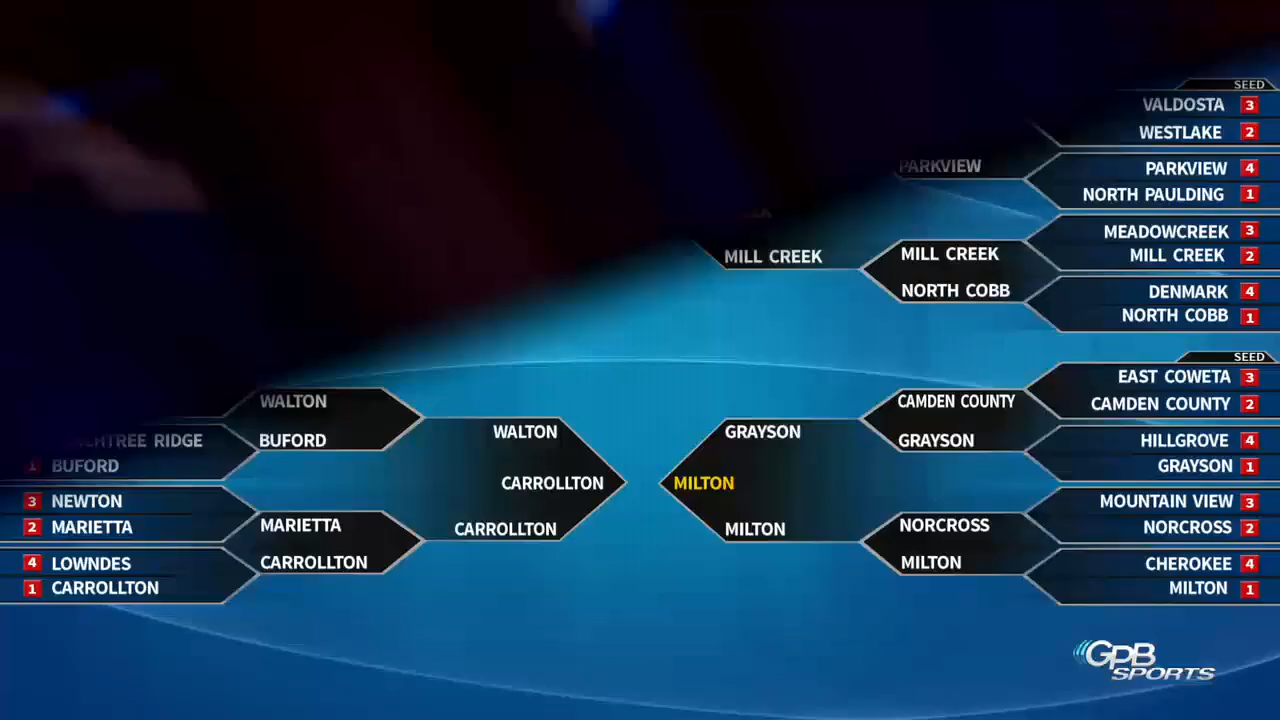 SEED
VALDOSTA 3
WESTLAKE 2
PARKVIEW
PARKVIEW 4
NORTH PAULDING 1
MEADOWCREEK 3
MILL CREEK
MILL CREEK
MILL CREEK 2
NORTH COBB
DENMARK 4
NORTH COBB 1
SEED
EAST COWETA 3
WALTON
CAMDEN COUNTY
CAMDEN COUNTY 2
RIDGE
BUFORD
WALTON
GRAYSON
GRAYSON
HILLGROVE 4
1 BUFORD
GRAYSON 1
CARROLLTON
MILTON
3 NEWTON
MOUNTAIN VIEW 3
2 MARIETTA
MARIETTA
CARROLLTON
MILTON
NORCROSS
NORCROSS 2
4 LOWNDES
CARROLLTON
MILTON
CHEROKEE 4
1 CARROLLTON
MILTON 1
GPB
SPORTS